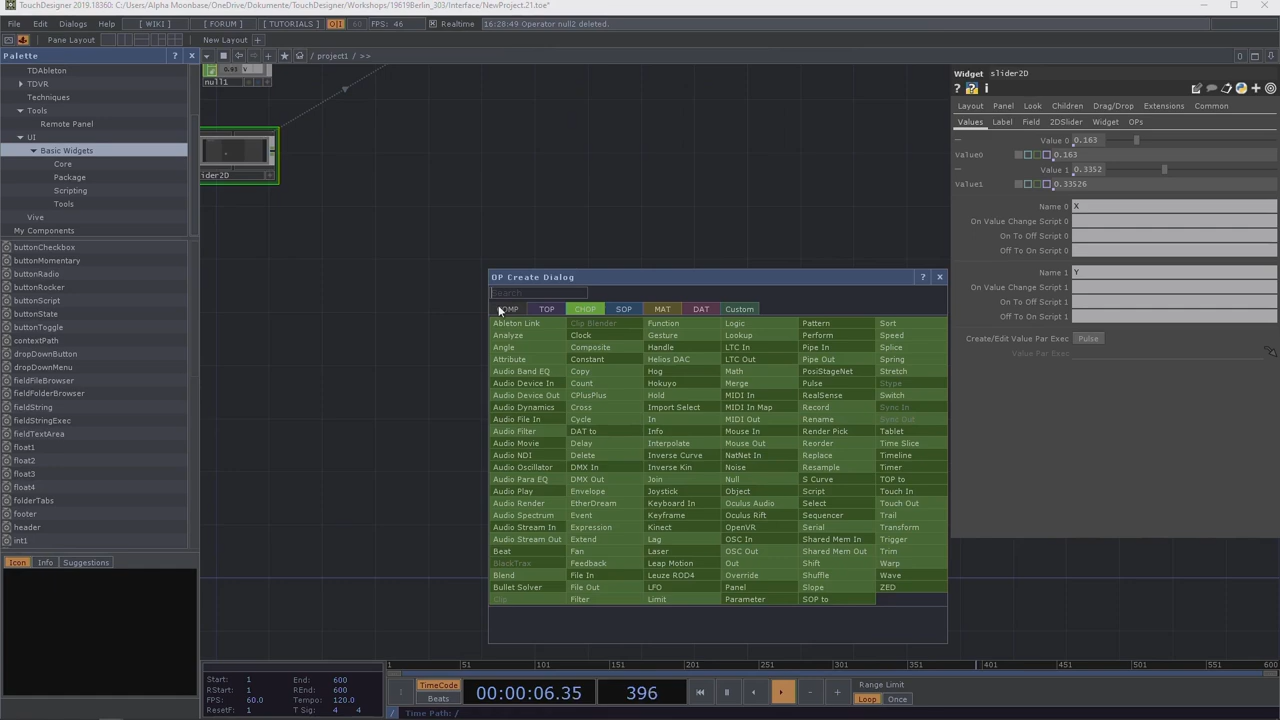 TouchDesigner 2019.18360: C:/Users/Alpha Moonbase/OneDrive/Dokumente/TouchDesigner/Workshops/19619Berlin_303/Interface/NewProject.21.toe*
File Edit Dialogs Help [ WIKI ] [ FORUM ] [ TUTORIALS ] O|I 60 FPS: 46 Realtime 16:28:49 Operator null2 deleted.
Pane Layout New Layout +
Palette ? x / project1 / >>
TDAbleton
TDVR
Techniques
Tools
Remote Panel
UI
Basic Widgets
Core
Package
Scripting
Tools
Vive
My Components
buttonCheckbox
buttonMomentary
buttonRadio
buttonRocker
buttonScript
buttonState
buttonToggle
contextPath
dropDownButton
dropDownMenu
fieldFileBrowser
fieldFolderBrowser
fieldString
fieldStringExec
fieldTextArea
float1
float2
float3
float4
folderTabs
footer
header
int1
Icon Info Suggestions
0.93 V
null1
lider2D
OP Create Dialog ? x
Search
COMP TOP CHOP SOP MAT DAT Custom
Ableton Link Clip Blender Function Logic Pattern Sort
Analyze Clock Gesture Lookup Perform Speed
Angle Composite Handle LTC In Pipe In Splice
Attribute Constant Helios DAC LTC Out Pipe Out Spring
Audio Band EQ Copy Hog Math PosiStageNet Stretch
Audio Device In Count Hokuyo Merge Pulse Stype
Audio Device Out CPlusPlus Hold MIDI In RealSense Switch
Audio Dynamics Cross Import Select MIDI In Map Record Sync In
Audio File In Cycle In MIDI Out Rename Sync Out
Audio Filter DAT to Info Mouse In Render Pick Tablet
Audio Movie Delay Interpolate Mouse Out Reorder Time Slice
Audio NDI Delete Inverse Curve NatNet In Replace Timeline
Audio Oscillator DMX In Inverse Kin Noise Resample Timer
Audio Para EQ DMX Out Join Null S Curve TOP to
Audio Play Envelope Joystick Object Script Touch In
Audio Render EtherDream Keyboard In Oculus Audio Select Touch Out
Audio Spectrum Event Keyframe Oculus Rift Sequencer Trail
Audio Stream In Expression Kinect OpenVR Serial Transform
Audio Stream Out Extend Lag OSC In Shared Mem In Trigger
Beat Fan Laser OSC Out Shared Mem Out Trim
BlackTrax Feedback Leap Motion Out Shift Warp
Blend File In Leuze ROD4 Override Shuffle Wave
Bullet Solver File Out LFO Panel Slope ZED
Clip Filter Limit Parameter SOP to
Widget slider2D
? ? i
Layout Panel Look Children Drag/Drop Extensions Common
Values Label Field 2DSlider Widget OPs
Value 0 0.163
Value0 0.163
Value 1 0.3352
Value1 0.33526
Name 0 X
On Value Change Script 0
On To Off Script 0
Off To On Script 0
Name 1 Y
On Value Change Script 1
On To Off Script 1
Off To On Script 1
Create/Edit Value Par Exec Pulse
Value Par Exec
1 51 101 151 201 251 301 351 401 451 501 551 600
Start: 1 End: 600
RStart: 1 REnd: 600
FPS: 60.0 Tempo: 120.0
ResetF: 1 T Sig: 4 4
TimeCode
Beats
00:00:06.35 396
Range Limit
Loop Once
/ Time Path: /